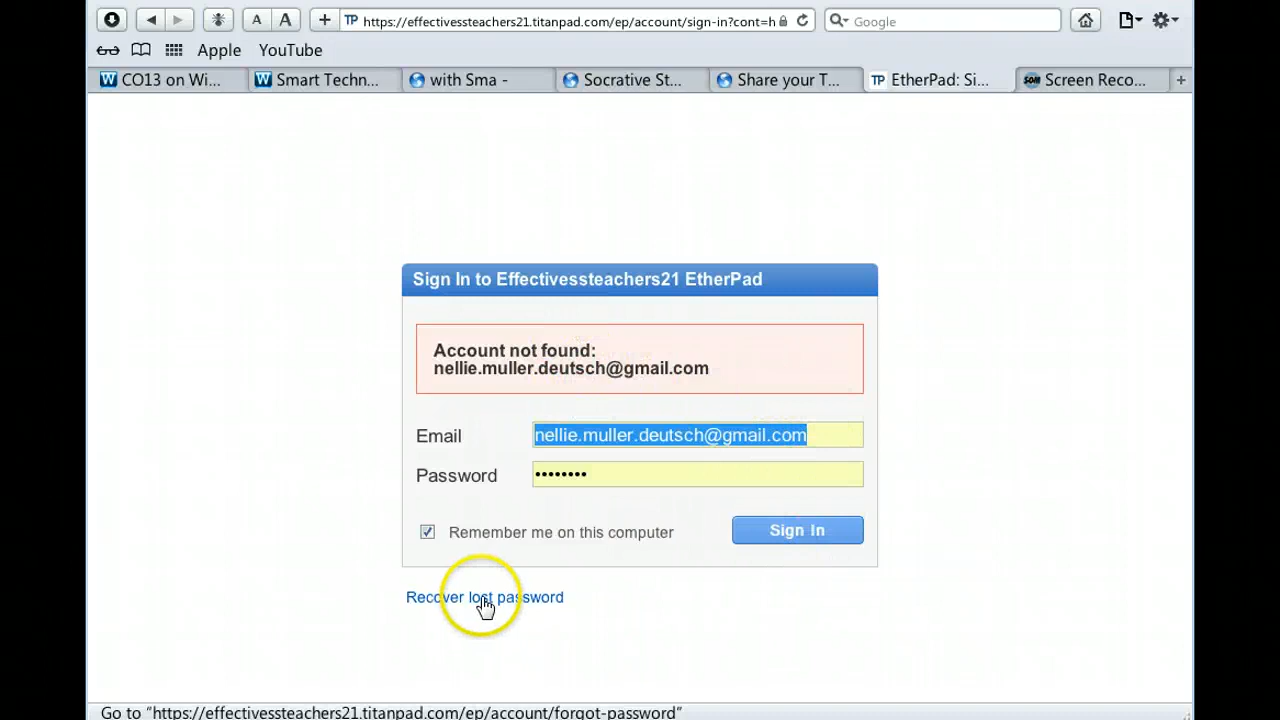 A A + TP https://effectivessteachers21.titanpad.com/ep/account/sign-in?cont=h Google
Apple YouTube
W CO13 on Wi... W Smart Techn... with Sma - Socrative St... Share your T... TP EtherPad: Si... SOM Screen Reco... +
Sign In to Effectivessteachers21 EtherPad
Account not found:
nellie.muller.deutsch@gmail.com
Email nellie.muller.deutsch@gmail.com
Password ••••••••
Remember me on this computer Sign In
Recover lost password
Go to "https://effectivessteachers21.titanpad.com/ep/account/forgot-password"